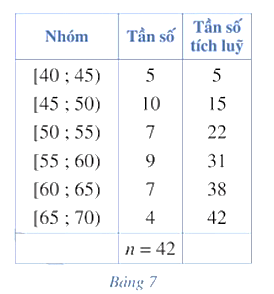 Nhóm Tần số Tần số tích luỹ
[40 ; 45) 5 5
[45 ; 50) 10 15
[50 ; 55) 7 22
[55 ; 60) 9 31
[60 ; 65) 7 38
[65 ; 70) 4 42
n = 42
Bảng 7